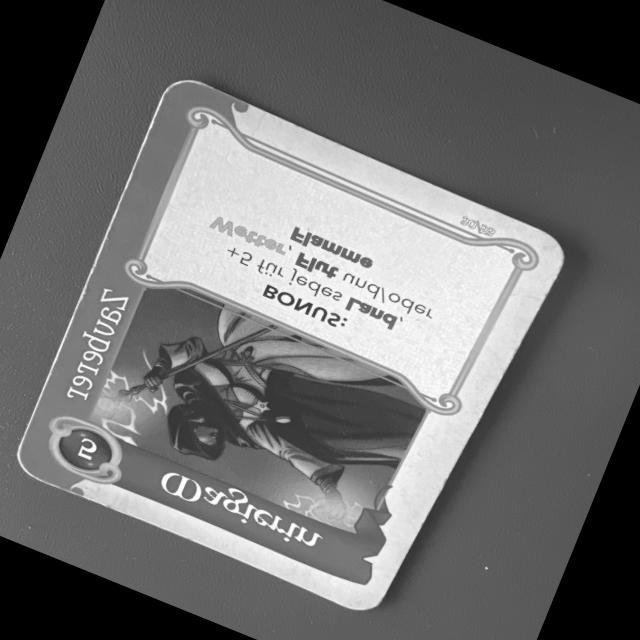 5
Magierin
Zauberer
BONUS:
+5 für jedes Land,
Wetter, Flut und/oder
Flamme